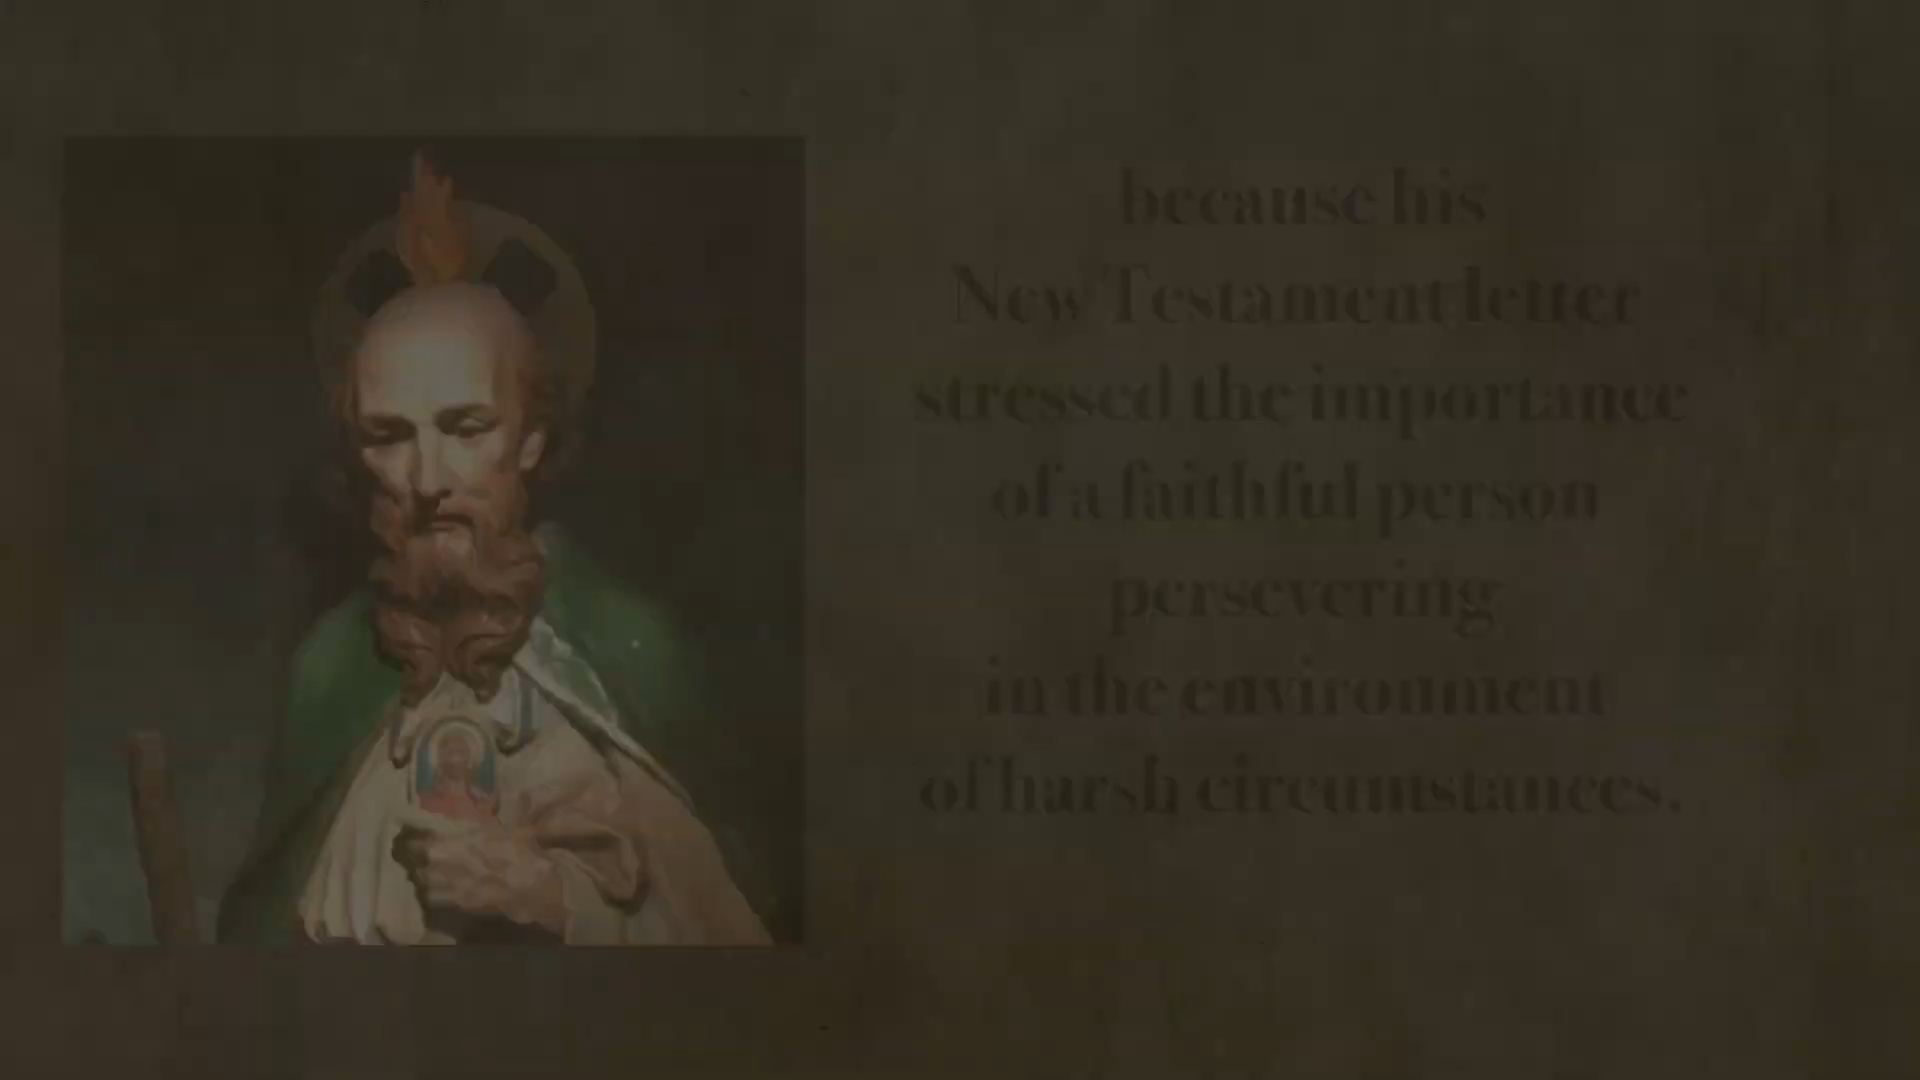 because his
New Testament letter
stressed the importance
of a faithful person
persevering
in the environment
of harsh circumstances.